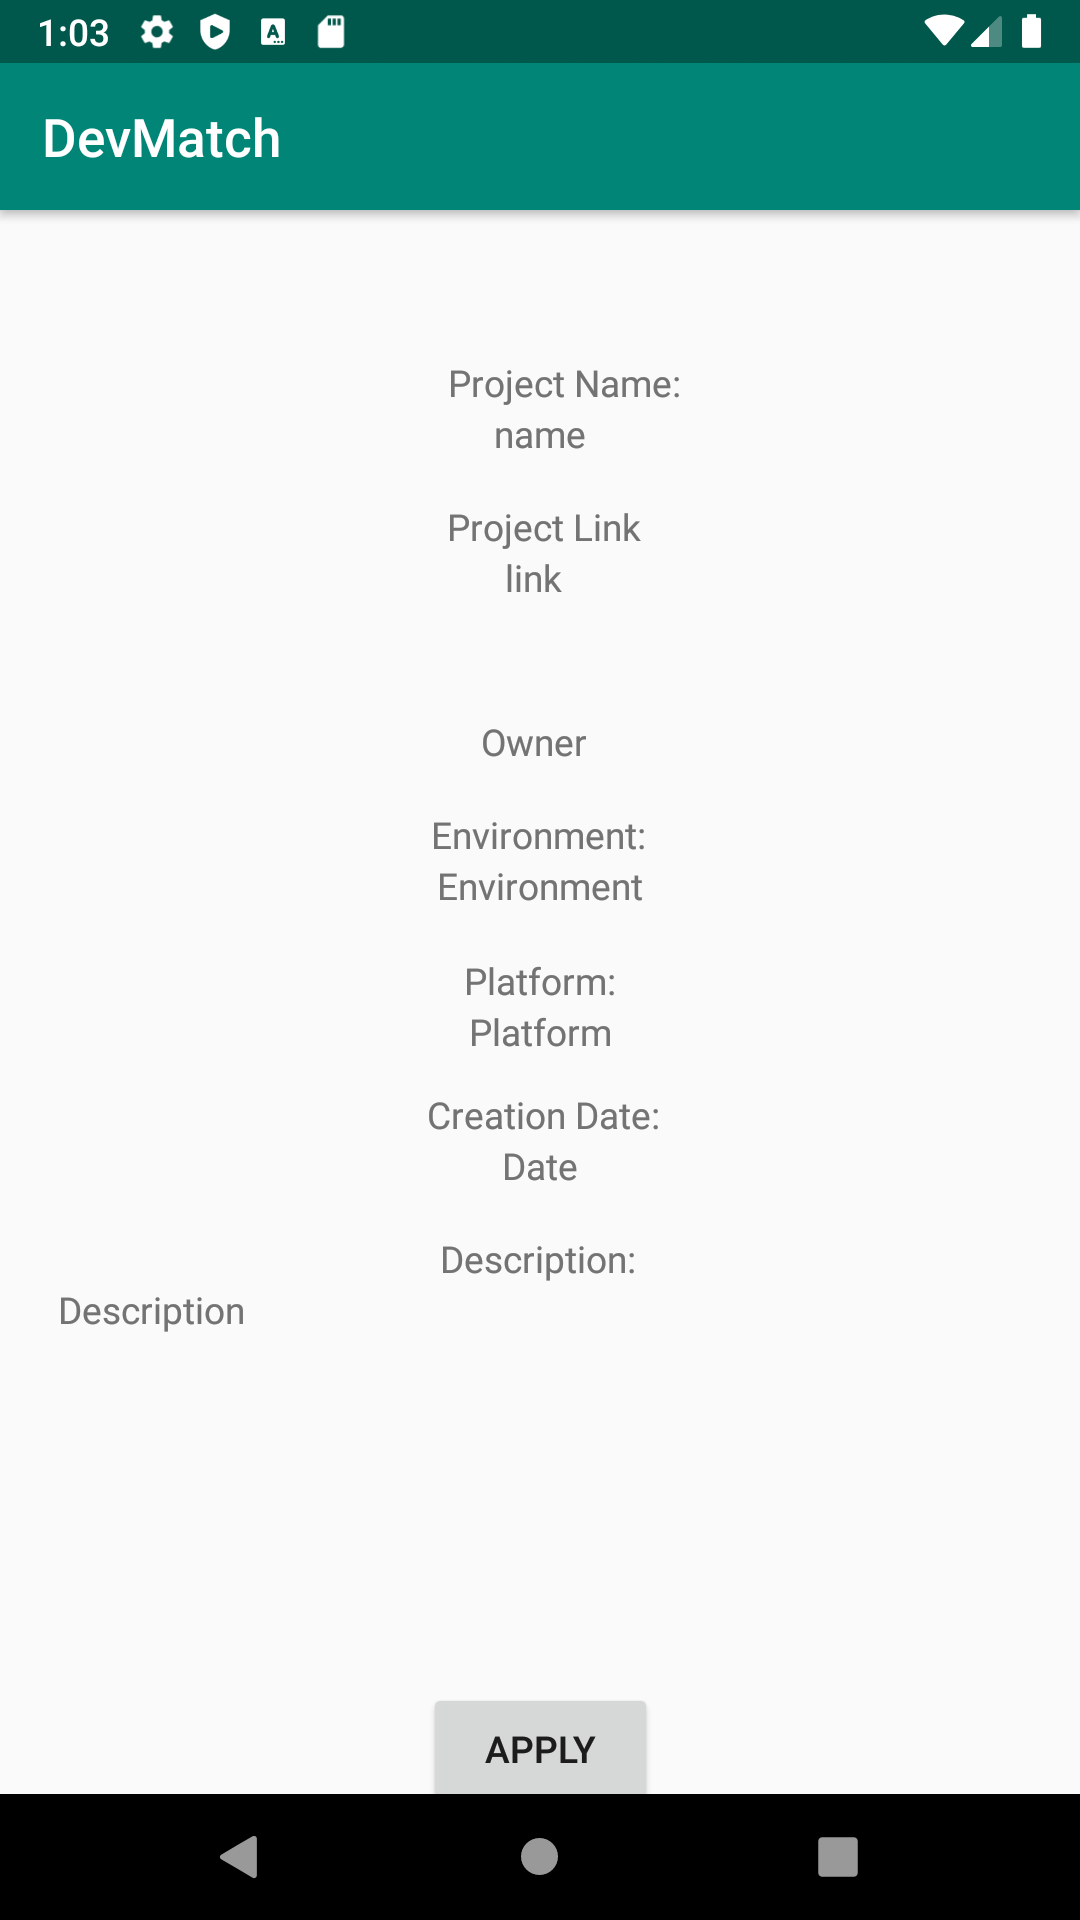 1:03
DevMatch
Project Name:
name
Project Link
link
Owner
Environment:
Environment
Platform:
Platform
Creation Date:
Date
Description:
Description
APPLY